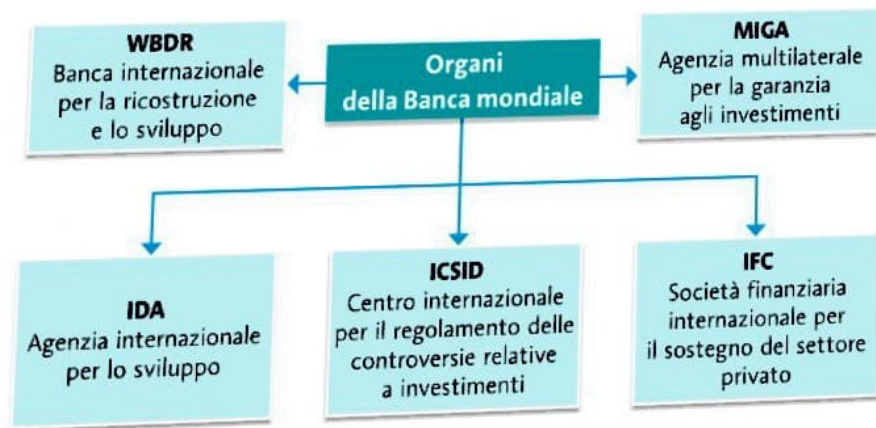 WBDR
Banca internazionale
per la ricostruzione
e lo sviluppo
Organi
della Banca mondiale
MIGA
Agenzia multilaterale
per la garanzia
agli investimenti
IDA
Agenzia internazionale
per lo sviluppo
ICSID
Centro internazionale
per il regolamento delle
controversie relative
a investimenti
IFC
Società finanziaria
internazionale per
il sostegno del settore
privato